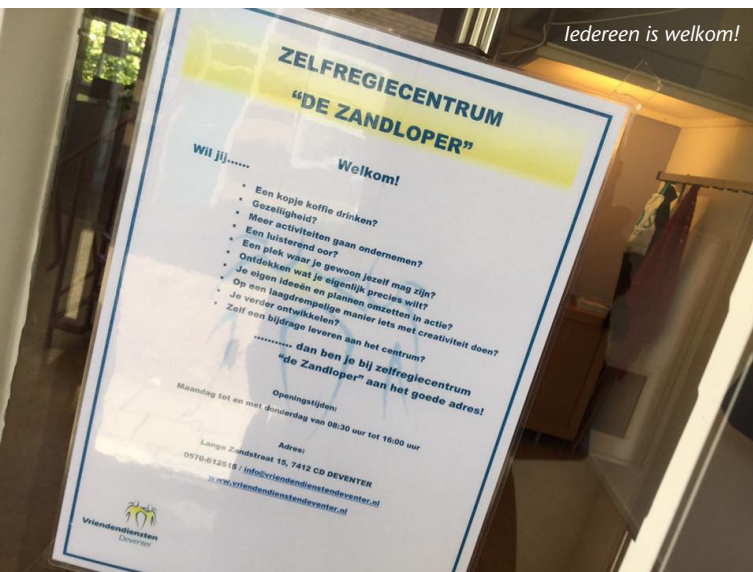 Iedereen is welkom!
ZELFREGIECENTRUM
"DE ZANDLOPER"
Welkom!
Wil jij......
Een kopje koffie drinken?
Gezelligheid?
Meer activiteiten gaan ondernemen?
Een luisterend oor?
Een plek waar je gewoon jezelf mag zijn?
Ontdekken wat je eigenlijk precies wilt?
Je eigen ideeën en plannen omzetten in actie?
Op een laagdrempelige manier iets met creativiteit doen?
Je verder ontwikkelen?
Zelf een bijdrage leveren aan het centrum?
........... dan ben je bij zelfregiecentrum
"de Zandloper" aan het goede adres!
Openingstijden:
Maandag tot en met donderdag van 08:30 uur tot 16:00 uur
Adres:
Lange Zandstraat 15, 7412 CD DEVENTER
0570-612515 / info@vriendendienstendeventer.nl
www.vriendendienstendeventer.nl
Vriendendiensten
Deventer